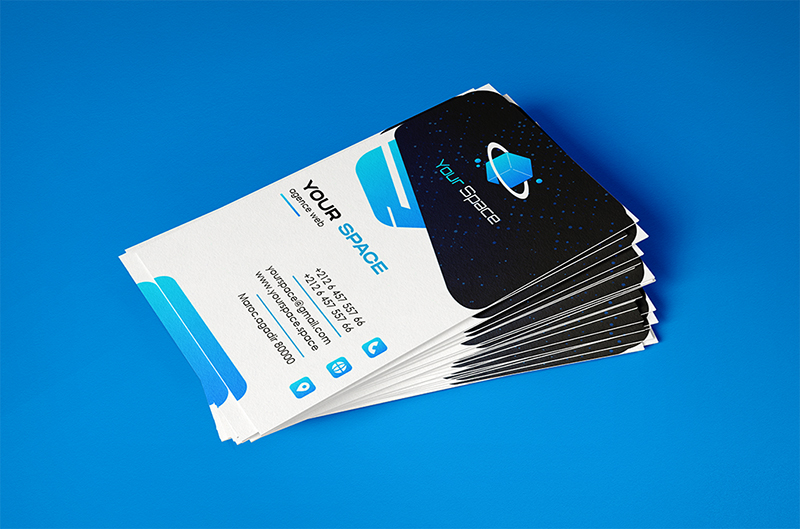 Your Space
YOUR SPACE
agence web
+212 6 457 557 66
+212 6 457 557 66
yourspace@gmail.com
www.yourspace.space
Maroc.agadir 80000